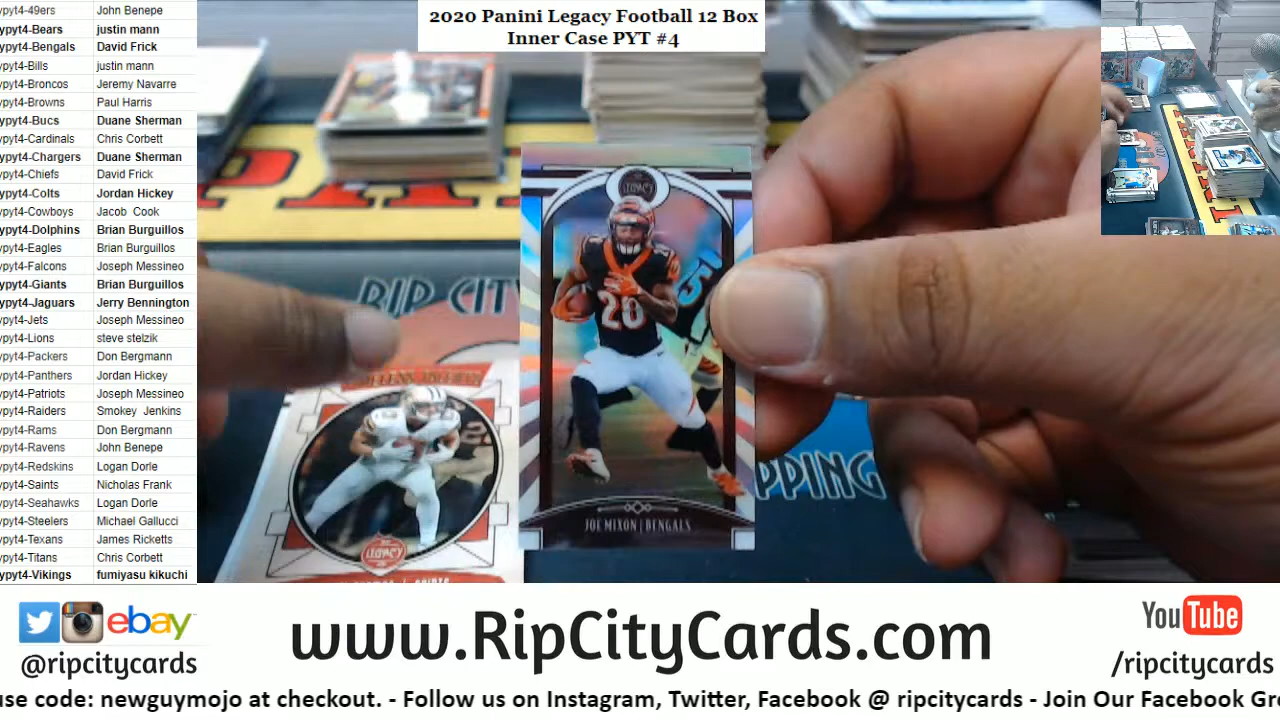 2020 Panini Legacy Football 12 Box
Inner Case PYT #4
ypyt4-49ers John Benepe
ypyt4-Bears justin mann
ypyt4-Bengals David Frick
ypyt4-Bills justin mann
ypyt4-Broncos Jeremy Navarre
ypyt4-Browns Paul Harris
ypyt4-Bucs Duane Sherman
ypyt4-Cardinals Chris Corbett
ypyt4-Chargers Duane Sherman
ypyt4-Chiefs David Frick
ypyt4-Colts Jordan Hickey
ypyt4-Cowboys Jacob Cook
ypyt4-Dolphins Brian Burguillos
ypyt4-Eagles Brian Burguillos
ypyt4-Falcons Joseph Messineo
ypyt4-Giants Brian Burguillos
ypyt4-Jaguars Jerry Bennington
ypyt4-Jets Joseph Messineo
ypyt4-Lions steve stelzik
ypyt4-Packers Don Bergmann
ypyt4-Panthers Jordan Hickey
ypyt4-Patriots Joseph Messineo
ypyt4-Raiders Smokey Jenkins
ypyt4-Rams Don Bergmann
ypyt4-Ravens John Benepe
ypyt4-Redskins Logan Dorle
ypyt4-Saints Nicholas Frank
ypyt4-Seahawks Logan Dorle
ypyt4-Steelers Michael Gallucci
ypyt4-Texans James Ricketts
ypyt4-Titans Chris Corbett
ypyt4-Vikings fumiyasu kikuchi
RIP CITY
LEGACY
28
JOE MIXON | BENGALS
LEGACY
PPING
ebay
@ripcitycards
www.RipCityCards.com
YouTube
/ripcitycards
use code: newguymojo at checkout. - Follow us on Instagram, Twitter, Facebook @ ripcitycards - Join Our Facebook Gr